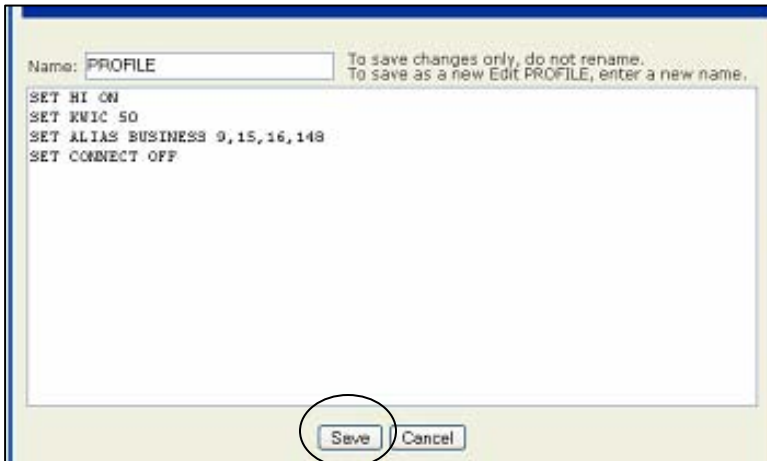 Name: PROFILE
To save changes only, do not rename.
To save as a new Edit PROFILE, enter a new name.
SET HI ON
SET KWIC 50
SET ALIAS BUSINESS 9,15,16,148
SET CONNECT OFF
Save Cancel